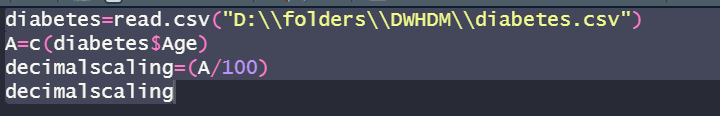 diabetes=read.csv("D:\\folders\\DWHDM\\diabetes.csv")
A=c(diabetes$Age)
decimalscaling=(A/100)
decimalscaling